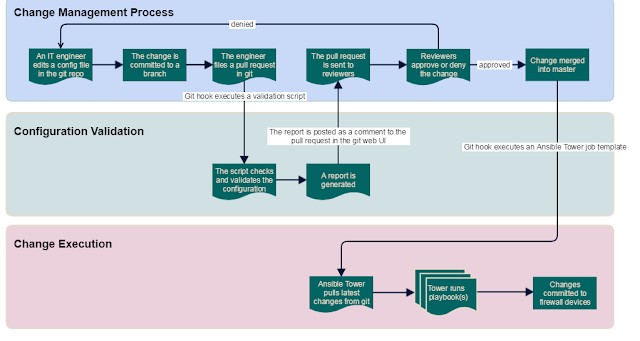 Change Management Process
denied
An IT engineer
edits a config file
in the git repo
The change is
committed to a
branch
The engineer
files a pull request
in git
The pull request
is sent to
reviewers
Reviewers
approve or deny
the change
approved
Change merged
into master
Git hook executes a validation script
Configuration Validation
The report is posted as a comment to the
pull request in the git web UI
Git hook executes an Ansible Tower job template
The script checks
and validates the
configuration
A report is
generated
Change Execution
Ansible Tower
pulls latest
changes from git
Tower runs
playbook(s)
Changes
committed to
firewall devices